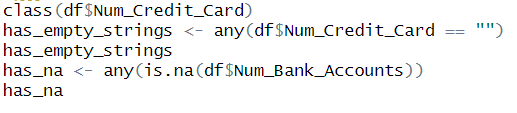 class(df$Num_Credit_Card)
has_empty_strings <- any(df$Num_Credit_Card == "")
has_empty_strings
has_na <- any(is.na(df$Num_Bank_Accounts))
has_na